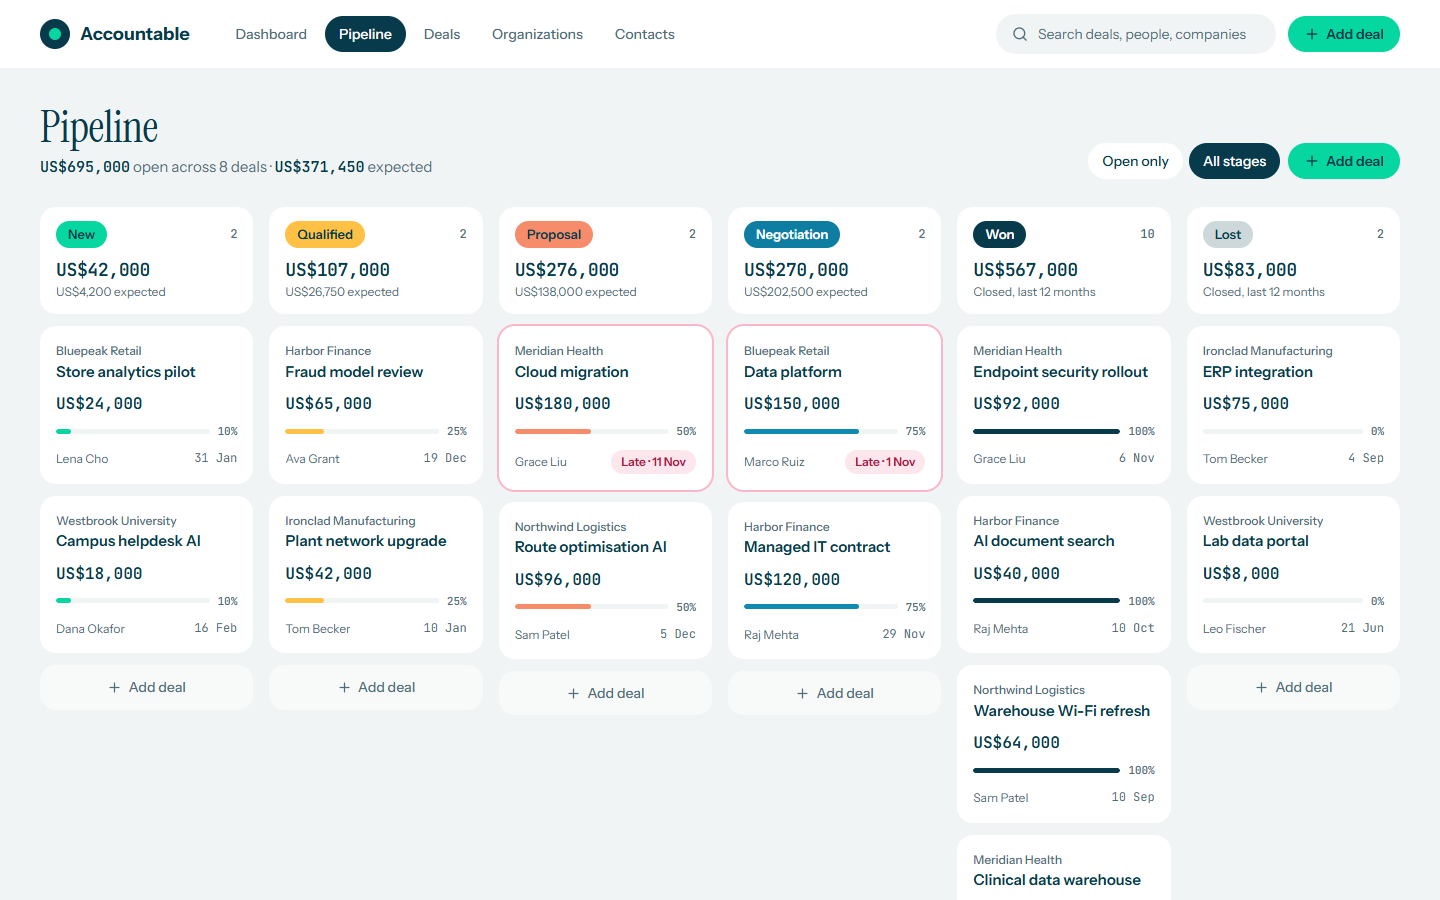 Accountable
Dashboard
Pipeline
Deals
Organizations
Contacts
Search deals, people, companies
+ Add deal
Pipeline
US$695,000 open across 8 deals · US$371,450 expected
Open only
All stages
+ Add deal
New 2
US$42,000
US$4,200 expected
Bluepeak Retail
Store analytics pilot
US$24,000
10%
Lena Cho 31 Jan
Westbrook University
Campus helpdesk AI
US$18,000
10%
Dana Okafor 16 Feb
+ Add deal
Qualified 2
US$107,000
US$26,750 expected
Harbor Finance
Fraud model review
US$65,000
25%
Ava Grant 19 Dec
Ironclad Manufacturing
Plant network upgrade
US$42,000
25%
Tom Becker 10 Jan
+ Add deal
Proposal 2
US$276,000
US$138,000 expected
Meridian Health
Cloud migration
US$180,000
50%
Grace Liu Late · 11 Nov
Northwind Logistics
Route optimisation AI
US$96,000
50%
Sam Patel 5 Dec
+ Add deal
Negotiation 2
US$270,000
US$202,500 expected
Bluepeak Retail
Data platform
US$150,000
75%
Marco Ruiz Late · 1 Nov
Harbor Finance
Managed IT contract
US$120,000
75%
Raj Mehta 29 Nov
+ Add deal
Won 10
US$567,000
Closed, last 12 months
Meridian Health
Endpoint security rollout
US$92,000
100%
Grace Liu 6 Nov
Harbor Finance
AI document search
US$40,000
100%
Raj Mehta 10 Oct
Northwind Logistics
Warehouse Wi-Fi refresh
US$64,000
100%
Sam Patel 10 Sep
Meridian Health
Clinical data warehouse
Lost 2
US$83,000
Closed, last 12 months
Ironclad Manufacturing
ERP integration
US$75,000
0%
Tom Becker 4 Sep
Westbrook University
Lab data portal
US$8,000
0%
Leo Fischer 21 Jun
+ Add deal